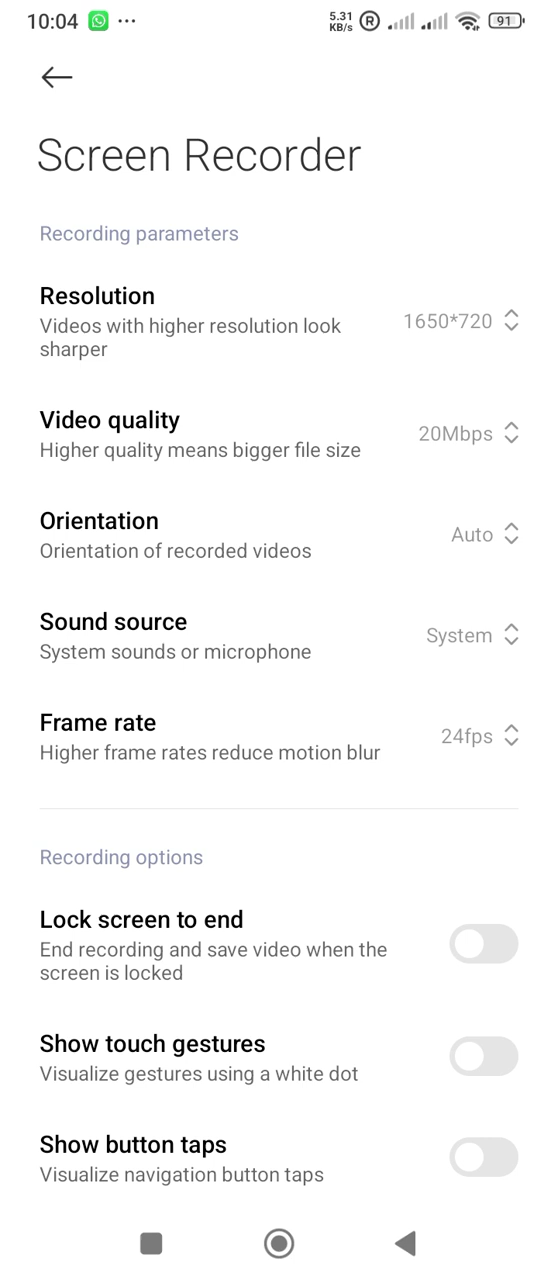 10:04 ... 5.31 KB/s R 91
Screen Recorder
Recording parameters
Resolution
Videos with higher resolution look
sharper
1650*720
Video quality
Higher quality means bigger file size
20Mbps
Orientation
Orientation of recorded videos
Auto
Sound source
System sounds or microphone
System
Frame rate
Higher frame rates reduce motion blur
24fps
Recording options
Lock screen to end
End recording and save video when the
screen is locked
Show touch gestures
Visualize gestures using a white dot
Show button taps
Visualize navigation button taps